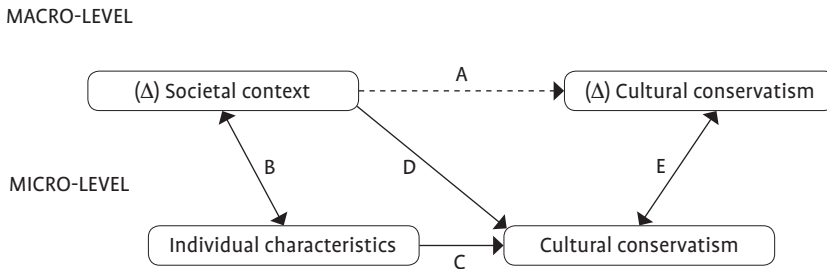 MACRO-LEVEL
A
(Δ) Societal context
(Δ) Cultural conservatism
B
D
E
MICRO-LEVEL
Individual characteristics
Cultural conservatism
C